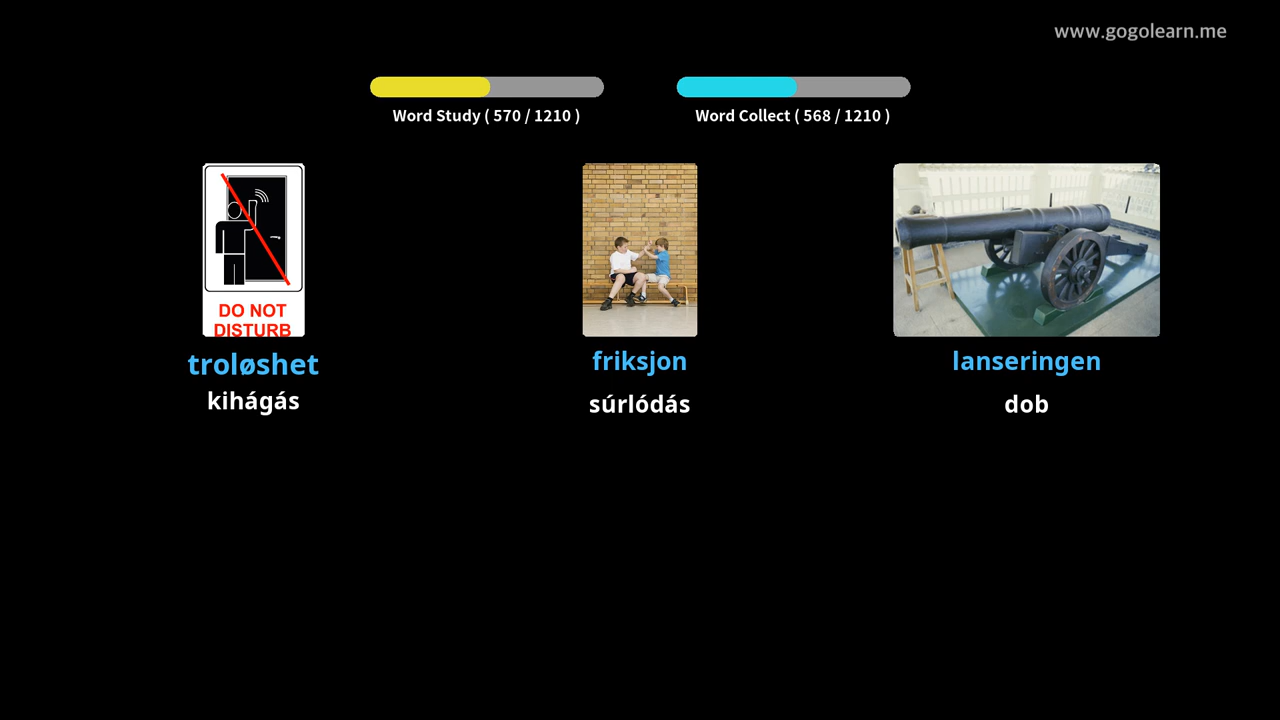 www.gogolearn.me
Word Study ( 570 / 1210 )
Word Collect ( 568 / 1210 )
DO NOT
DISTURB
troløshet
kihágás
friksjon
súrlódás
lanseringen
dob